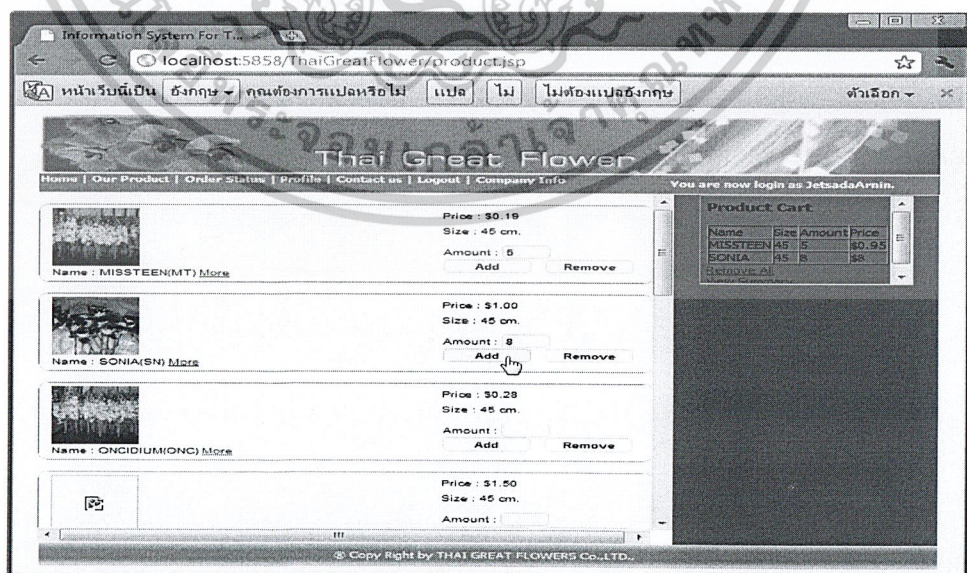 Information System For T...
localhost:5858/ThaiGreatFlower/product.jsp
หน้าเว็บนี้เป็น อังกฤษ คุณต้องการแปลหรือไม่ แปล ไม่ ไม่ต้องแปลอังกฤษ ตัวเลือก
Thai Great Flower
Home | Our Product | Order Status | Profile | Contact us | Logout | Company Info
You are now login as JetsadaArnin.
Price : $0.19
Size : 45 cm.
Amount : 5
Add Remove
Name : MISSTEEN(MT) More
Price : $1.00
Size : 45 cm.
Amount : 8
Add Remove
Name : SONIA(SN) More
Price : $0.28
Size : 45 cm.
Amount :
Add Remove
Name : ONCIDIUM(ONC) More
Price : $1.50
Size : 45 cm.
Amount :
Product Cart
Name Size Amount Price
MISSTEEN 45 5 $0.95
SONIA 45 8 $8
Remove All
® Copy Right by THAI GREAT FLOWERS Co.,LTD..